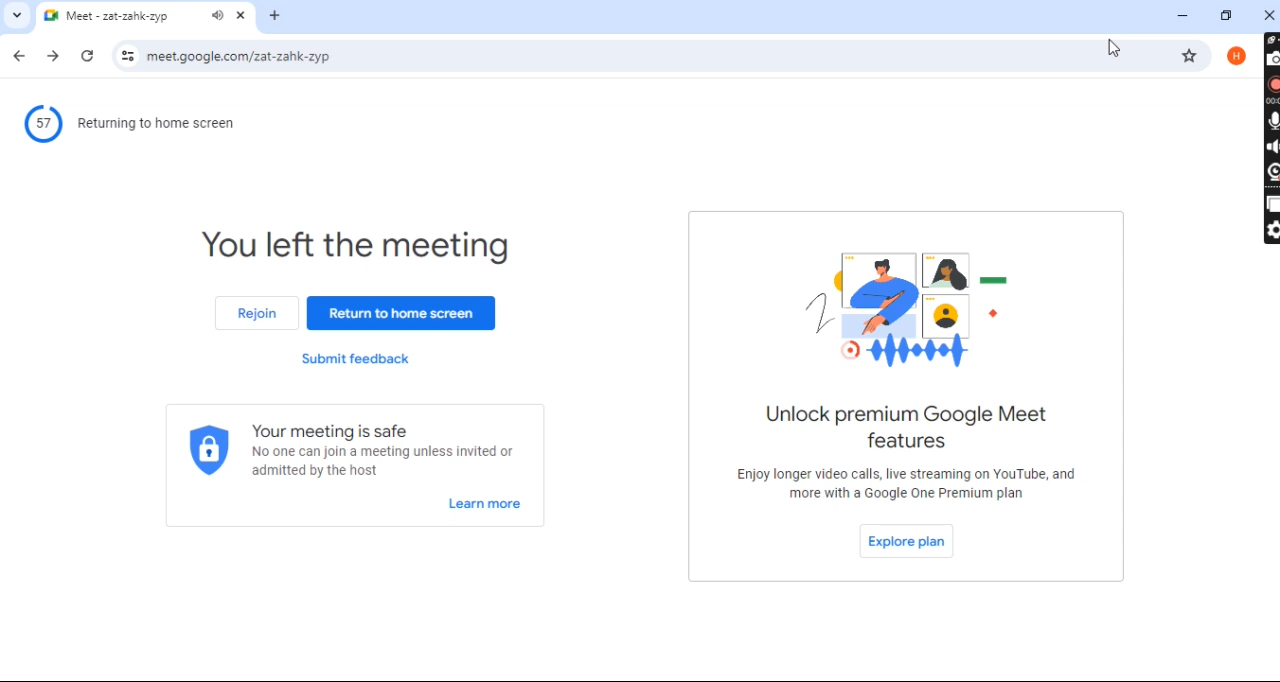 Meet - zat-zahk-zyp
meet.google.com/zat-zahk-zyp
H
57 Returning to home screen
You left the meeting
Rejoin Return to home screen
Submit feedback
Your meeting is safe
No one can join a meeting unless invited or
admitted by the host
Learn more
Unlock premium Google Meet
features
Enjoy longer video calls, live streaming on YouTube, and
more with a Google One Premium plan
Explore plan